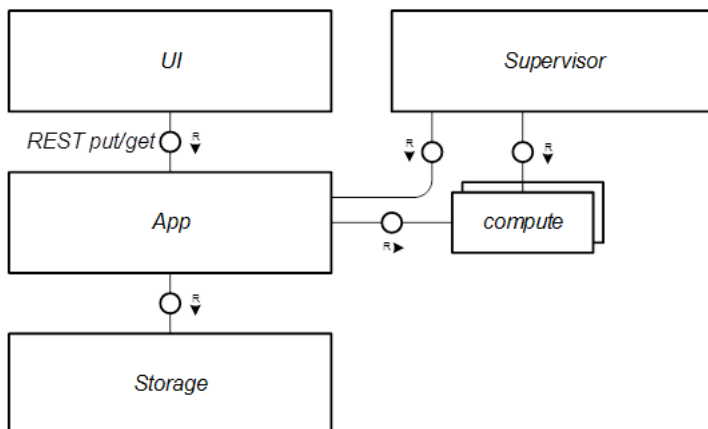 UI
Supervisor
REST put/get
R
R
R
App
compute
R
R
Storage